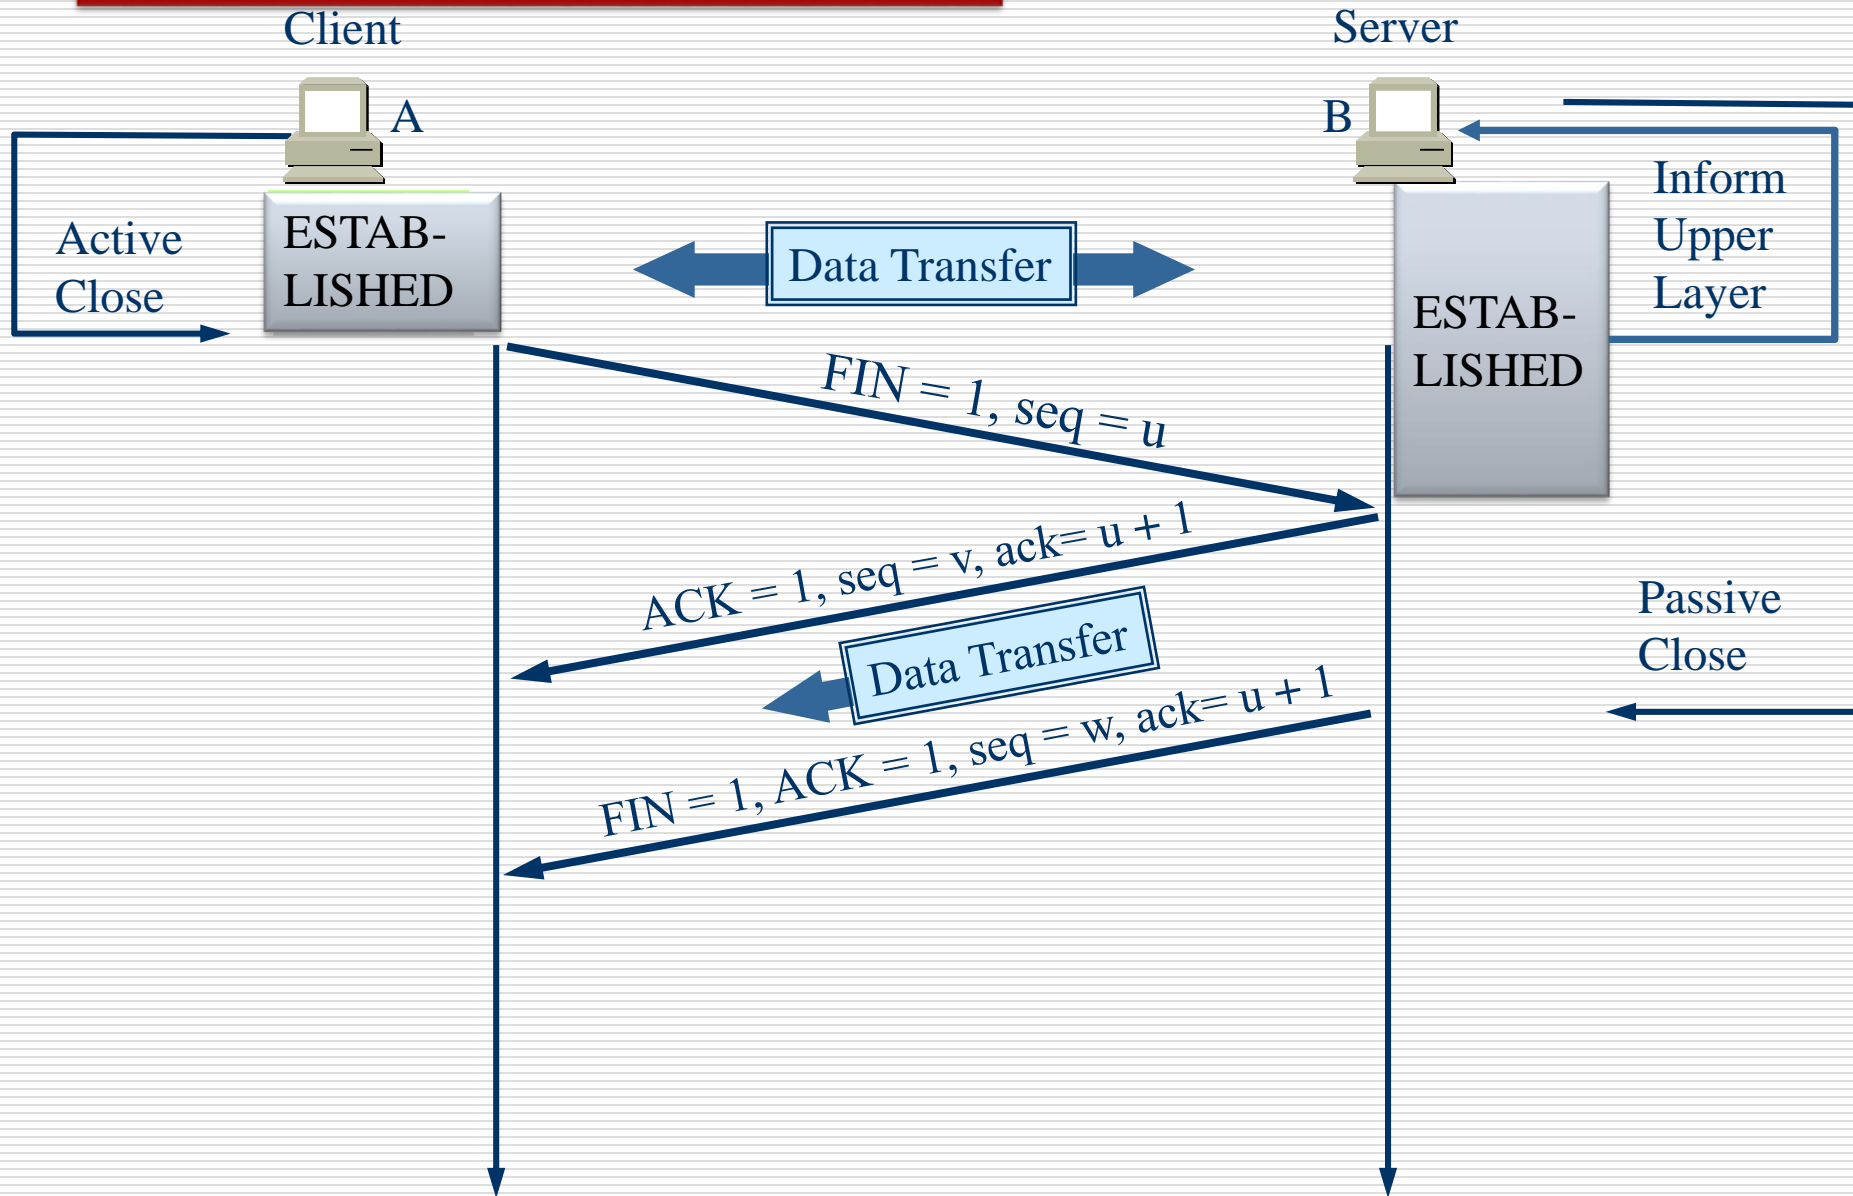 Client
Server
A
B
Active
Close
ESTAB-
LISHED
Data Transfer
ESTAB-
LISHED
Inform
Upper
Layer
FIN = 1, seq = u
ACK = 1, seq = v, ack= u + 1
Data Transfer
Passive
Close
FIN = 1, ACK = 1, seq = w, ack= u + 1